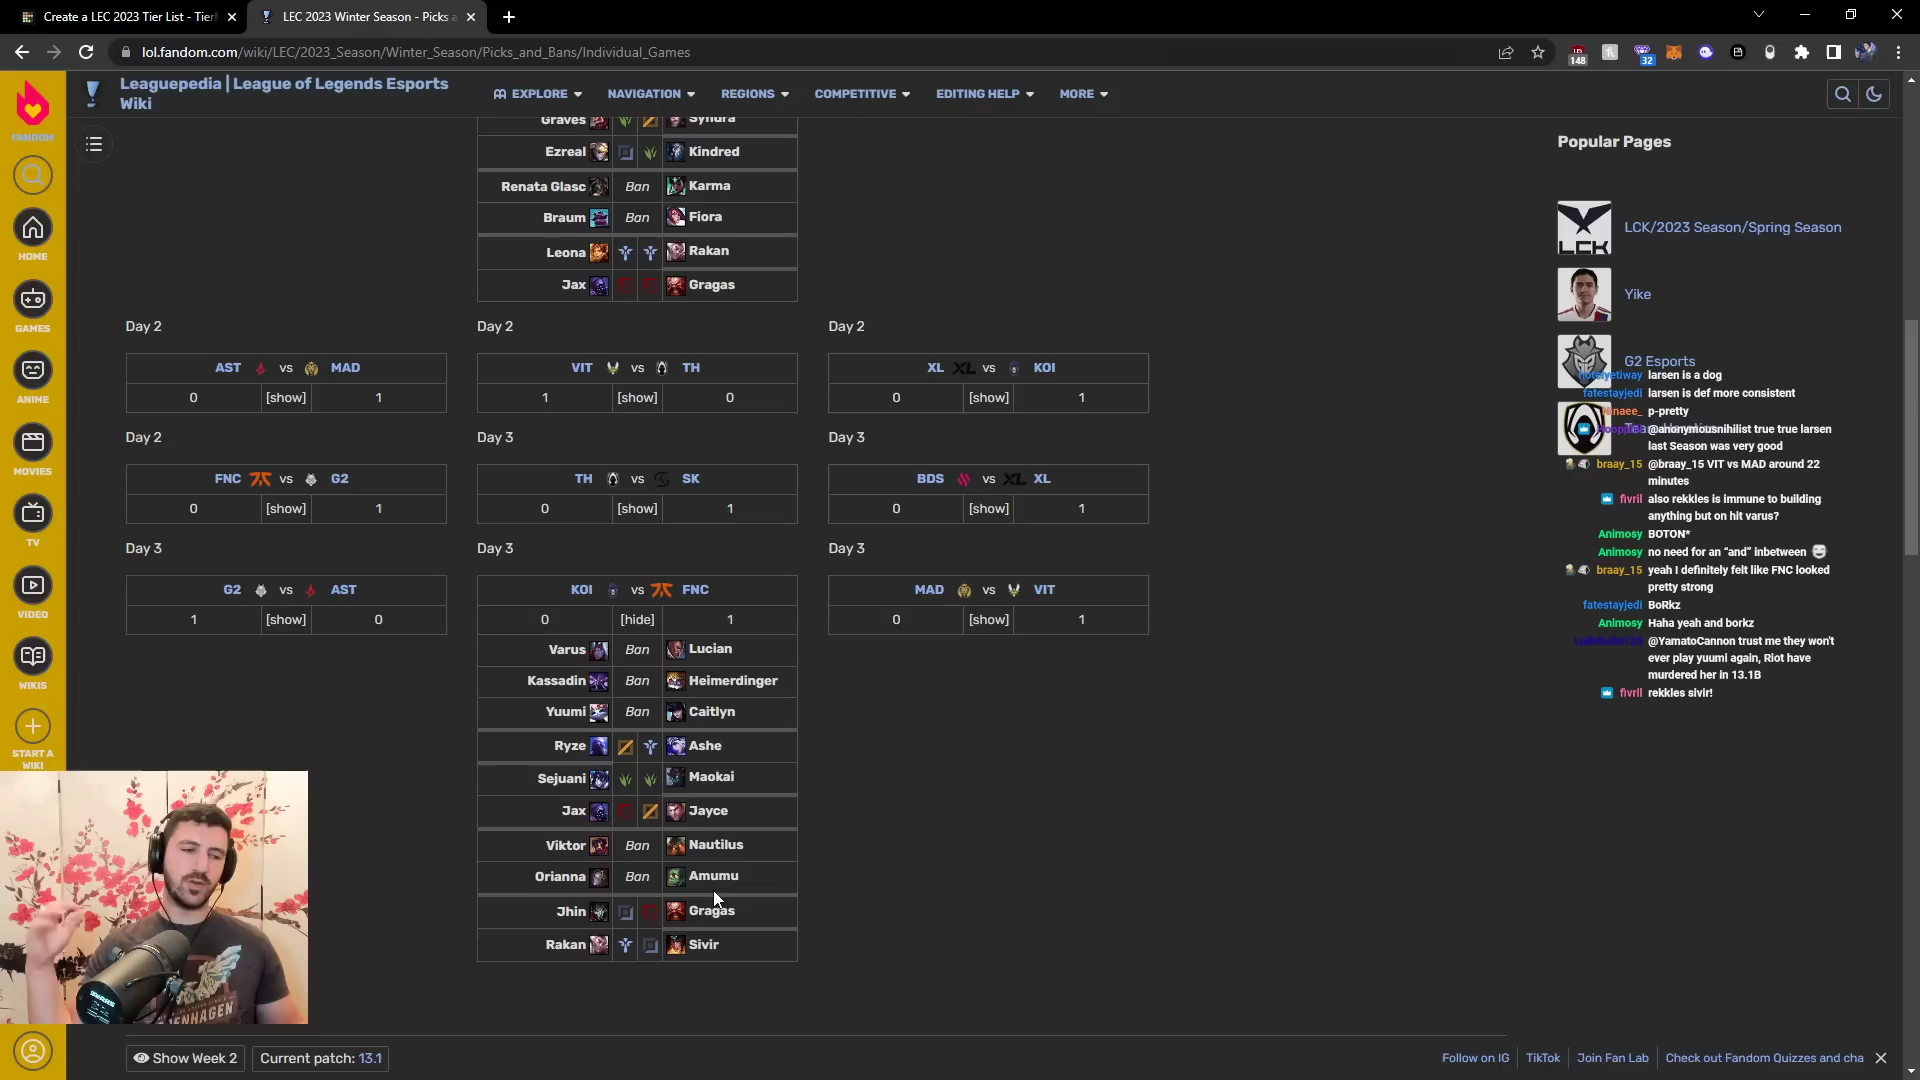 Create a LEC 2023 Tier List - Tier
LEC 2023 Winter Season - Picks a
lol.fandom.com/wiki/LEC/2023_Season/Winter_Season/Picks_and_Bans/Individual_Games
148
32
Leaguepedia | League of Legends Esports
Wiki
EXPLORE
NAVIGATION
REGIONS
COMPETITIVE
EDITING HELP
MORE
FANDOM
HOME
GAMES
ANIME
MOVIES
TV
VIDEO
WIKIS
START A
WIKI
Graves Syndra
Ezreal Kindred
Renata Glasc Ban Karma
Braum Ban Fiora
Leona Rakan
Jax Gragas
Day 2 Day 2 Day 2
AST vs MAD
0 [show] 1
VIT vs TH
1 [show] 0
XL XL vs KOI
0 [show] 1
Day 2 Day 3 Day 3
FNC vs G2
0 [show] 1
TH vs SK
0 [show] 1
BDS vs XL XL
0 [show] 1
Day 3 Day 3 Day 3
G2 vs AST
1 [show] 0
KOI vs FNC
0 [hide] 1
MAD vs VIT
0 [show] 1
Varus Ban Lucian
Kassadin Ban Heimerdinger
Yuumi Ban Caitlyn
Ryze Ashe
Sejuani Maokai
Jax Jayce
Viktor Ban Nautilus
Orianna Ban Amumu
Jhin Gragas
Rakan Sivir
Popular Pages
LCK
LCK/2023 Season/Spring Season
Yike
G2 Esports
larsen is a dog
fatestayjedi larsen is def more consistent
p-pretty
@anonymousnihilist true true larsen
last Season was very good
braay_15 @braay_15 VIT vs MAD around 22
minutes
fivrll also rekkles is immune to building
anything but on hit varus?
Animosy BOTON*
Animosy no need for an “and” inbetween
braay_15 yeah I definitely felt like FNC looked
pretty strong
fatestayjedi BoRkz
Animosy Haha yeah and borkz
@YamatoCannon trust me they won't
ever play yuumi again, Riot have
murdered her in 13.1B
fivrll rekkles sivir!
Show Week 2
Current patch: 13.1
Follow on IG
TikTok
Join Fan Lab
Check out Fandom Quizzes and cha